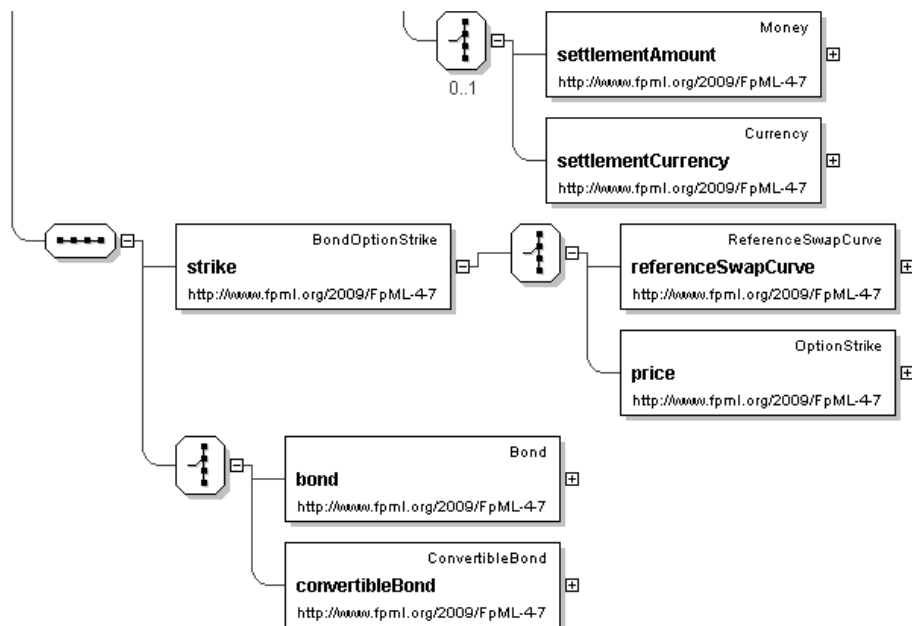 Money
settlementAmount
http://www.fpml.org/2009/FpML-4-7
0..1
Currency
settlementCurrency
http://www.fpml.org/2009/FpML-4-7
BondOptionStrike
strike
http://www.fpml.org/2009/FpML-4-7
ReferenceSwapCurve
referenceSwapCurve
http://www.fpml.org/2009/FpML-4-7
OptionStrike
price
http://www.fpml.org/2009/FpML-4-7
Bond
bond
http://www.fpml.org/2009/FpML-4-7
ConvertibleBond
convertibleBond
http://www.fpml.org/2009/FpML-4-7